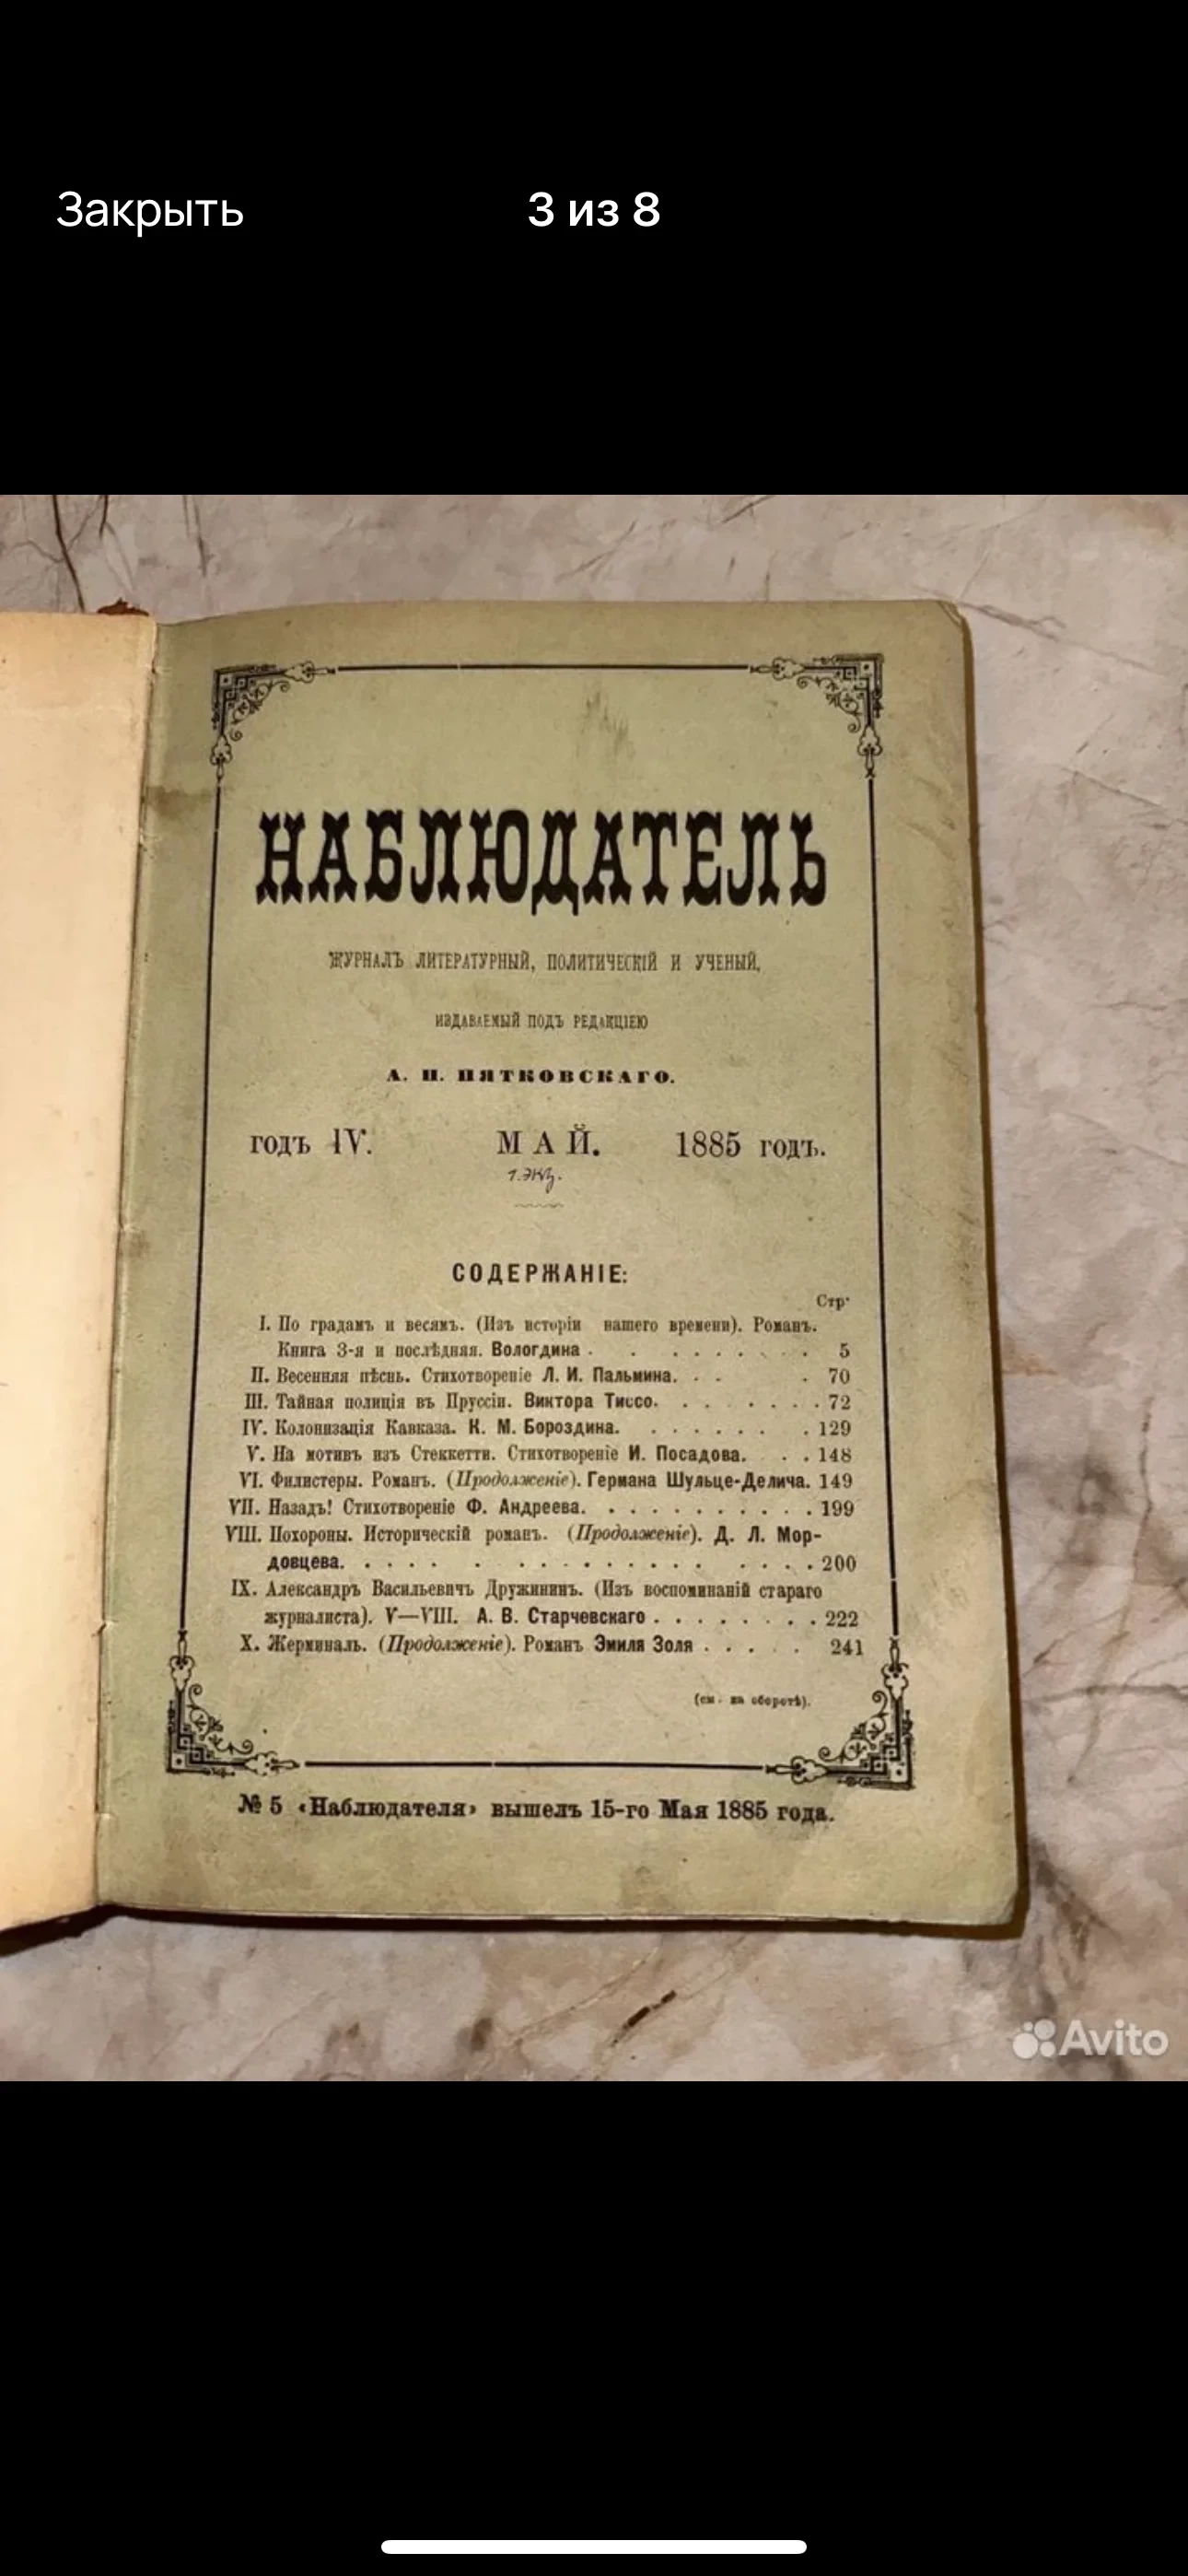 Закрыть
3 из 8
НАБЛЮДАТЕЛЬ
ЖУРНАЛЪ ЛИТЕРАТУРНЫЙ, ПОЛИТИЧЕСКІЙ И УЧЕНЫЙ,
ИЗДАВАЕМЫЙ ПОДЪ РЕДАКЦІЕЮ
А. П. ПЯТКОВСКАГО.
годъ IV. МАЙ. 1885 годъ.
1.экз.
СОДЕРЖАНІЕ:
Стр.
I. По градамъ и весямъ. (Изъ исторіи нашего времени). Романъ.
Книга 3-я и послѣдняя. Вологдина . . . . . . . . . 5
II. Весенняя пѣснь. Стихотвореніе Л. И. Пальмина. . . . 70
III. Тайная полиція въ Пруссіи. Виктора Тиссо. . . . . . . . 72
IV. Колонизація Кавказа. К. М. Бороздина. . . . . . . . 129
V. На мотивъ изъ Стеккетти. Стихотвореніе И. Посадова. . . 148
VI. Филистеры. Романъ. (Продолженіе). Германа Шульце-Делича. 149
VII. Назадъ! Стихотвореніе Ф. Андреева. . . . . . . . . . . 199
VIII. Похороны. Историческій романъ. (Продолженіе). Д. Л. Мор-
довцева. . . . . . . . . . . . . . . . . . 200
IX. Александръ Васильевичъ Дружининъ. (Изъ воспоминаній стараго
журналиста). V—VIII. А. В. Старчевскаго . . . . . . . . 222
X. Жерминаль. (Продолженіе). Романъ Эмиля Золя . . . . . 241
(см. на оборотѣ).
№ 5 «Наблюдателя» вышелъ 15-го Мая 1885 года.
Avito